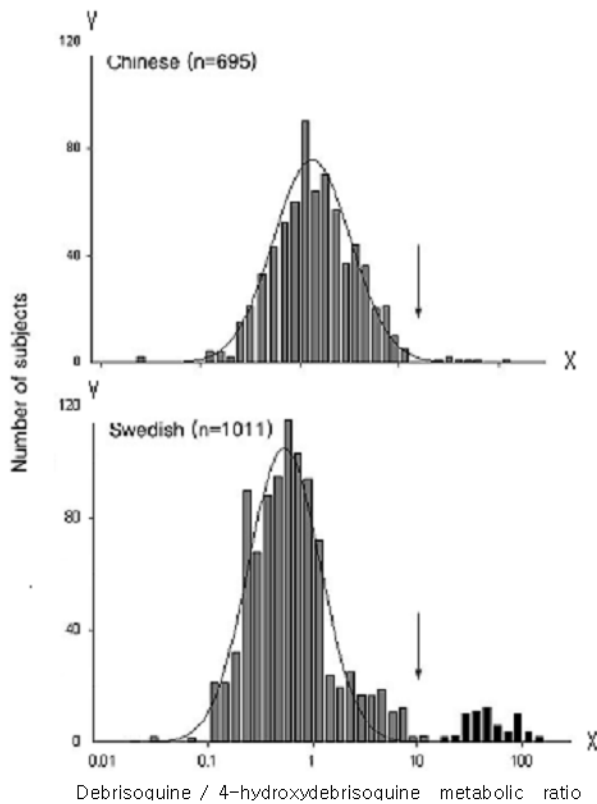 Y
120
Chinese (n=695)
80
40
0
X
Number of subjects
Y
120
Swedish (n=1011)
80
40
0
X
0.01 0.1 1 10 100
Debrisoquine / 4-hydroxydebrisoquine metabolic ratio